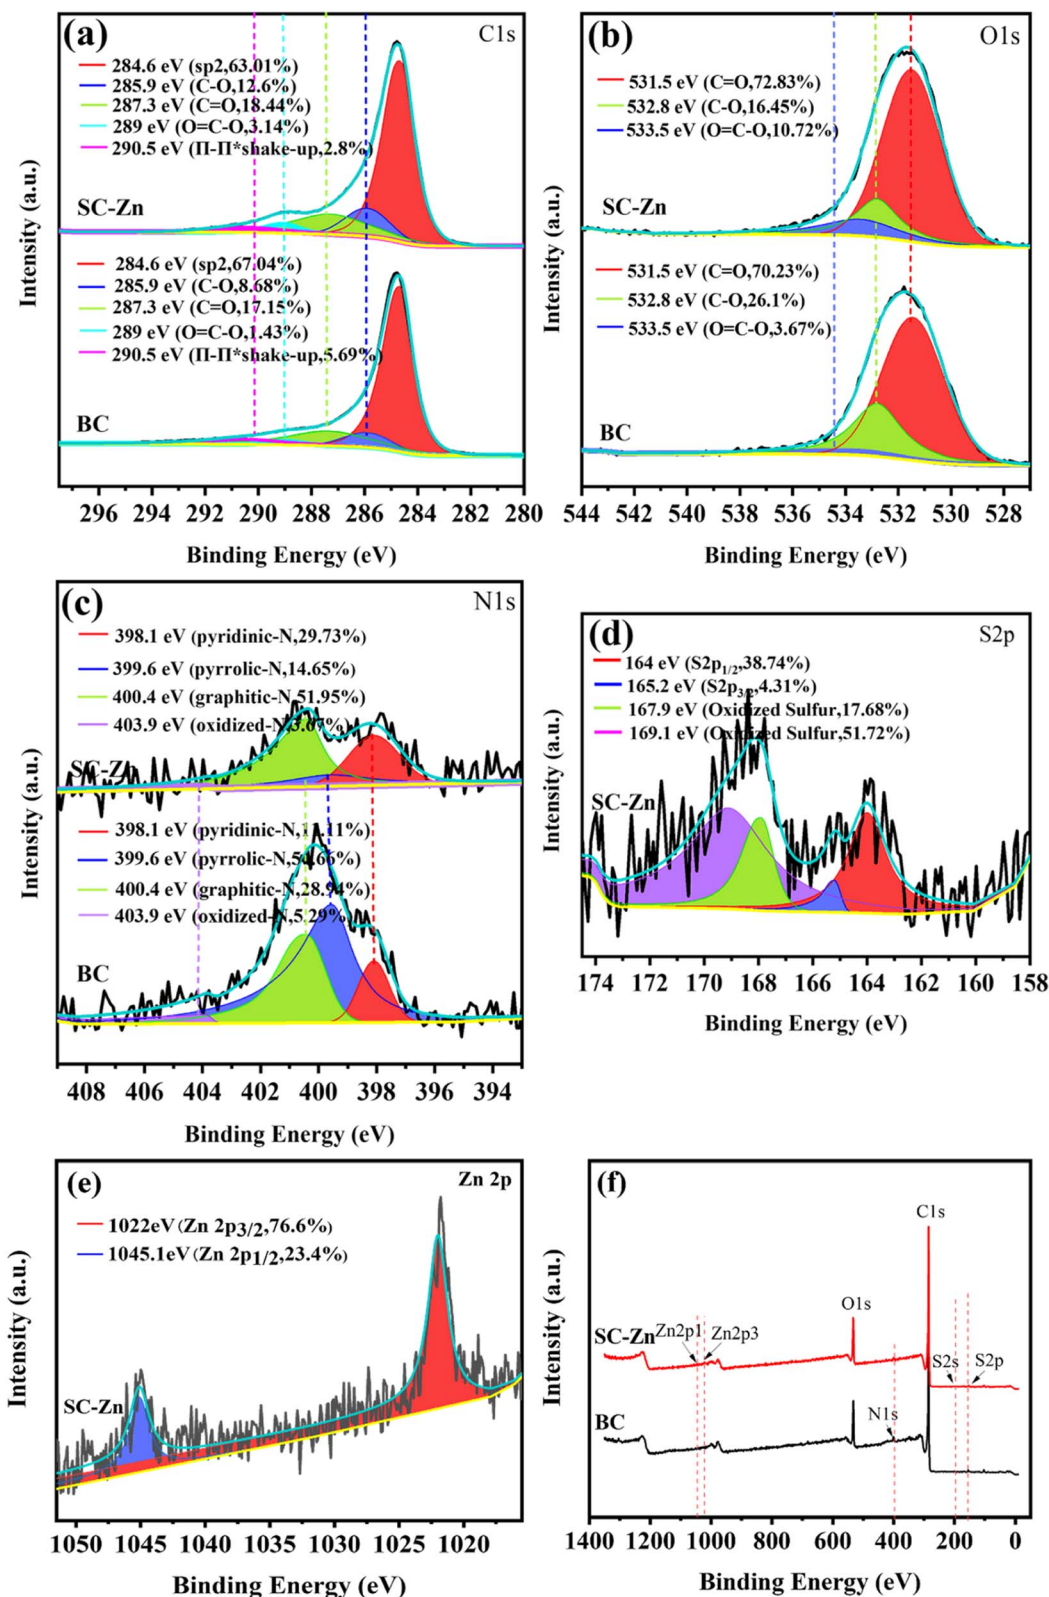 (a)
C1s
284.6 eV (sp2,63.01%)
285.9 eV (C-O,12.6%)
287.3 eV (C=O,18.44%)
289 eV (O=C-O,3.14%)
290.5 eV (Π-Π*shake-up,2.8%)
SC-Zn
284.6 eV (sp2,67.04%)
285.9 eV (C-O,8.68%)
287.3 eV (C=O,17.15%)
289 eV (O=C-O,1.43%)
290.5 eV (Π-Π*shake-up,5.69%)
BC
Intensity (a.u.)
296 294 292 290 288 286 284 282 280
Binding Energy (eV)
(b)
O1s
531.5 eV (C=O,72.83%)
532.8 eV (C-O,16.45%)
533.5 eV (O=C-O,10.72%)
SC-Zn
531.5 eV (C=O,70.23%)
532.8 eV (C-O,26.1%)
533.5 eV (O=C-O,3.67%)
BC
Intensity (a.u.)
544 542 540 538 536 534 532 530 528
Binding Energy (eV)
(c)
N1s
398.1 eV (pyridinic-N,29.73%)
399.6 eV (pyrrolic-N,14.65%)
400.4 eV (graphitic-N,51.95%)
403.9 eV (oxidized-N,3.67%)
SC-Zn
398.1 eV (pyridinic-N,11.11%)
399.6 eV (pyrrolic-N
400.4 eV (graphitic-N,28.94%)
403.9 eV (oxidized-N,5.29%)
BC
Intensity (a.u.)
408 406 404 402 400 398 396 394
Binding Energy (eV)
(d)
S2p
164 eV (S2p1/2,38.74%)
165.2 eV (S2p3/2,4.31%)
167.9 eV (Oxidized Sulfur,17.68%)
169.1 eV (Oxidized Sulfur,51.72%)
SC-Zn
Intensity (a.u.)
174 172 170 168 166 164 162 160 158
Binding Energy (eV)
(e)
Zn 2p
1022eV (Zn 2p3/2,76.6%)
1045.1eV (Zn 2p1/2,23.4%)
SC-Zn
Intensity (a.u.)
1050 1045 1040 1035 1030 1025 1020
Binding Energy (eV)
(f)
C1s
O1s
Zn2p1
Zn2p3
SC-Zn
S2s
S2p
N1s
BC
Intensity (a.u.)
1400 1200 1000 800 600 400 200 0
Binding Energy (eV)